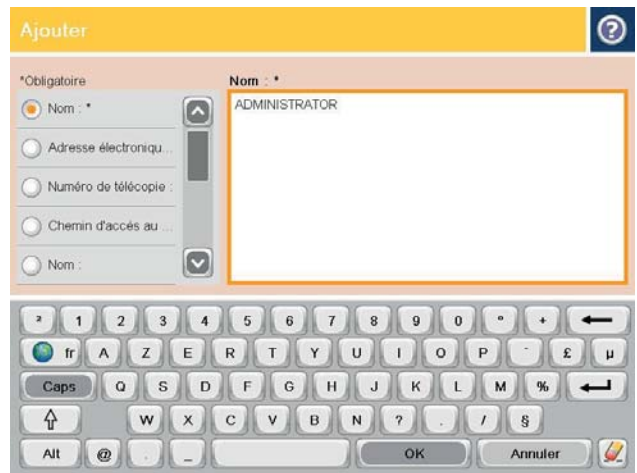 Ajouter
*Obligatoire
Nom : *
Nom : *
ADMINISTRATOR
Adresse électroniqu...
Numéro de télécopie :
Chemin d'accés au ...
Nom :
² 1 2 3 4 5 6 7 8 9 0 ° +
fr A Z E R T Y U I O P ¨ £ µ
Caps Q S D F G H J K L M %
W X C V B N ? . / §
Alt @ . _ OK Annuler